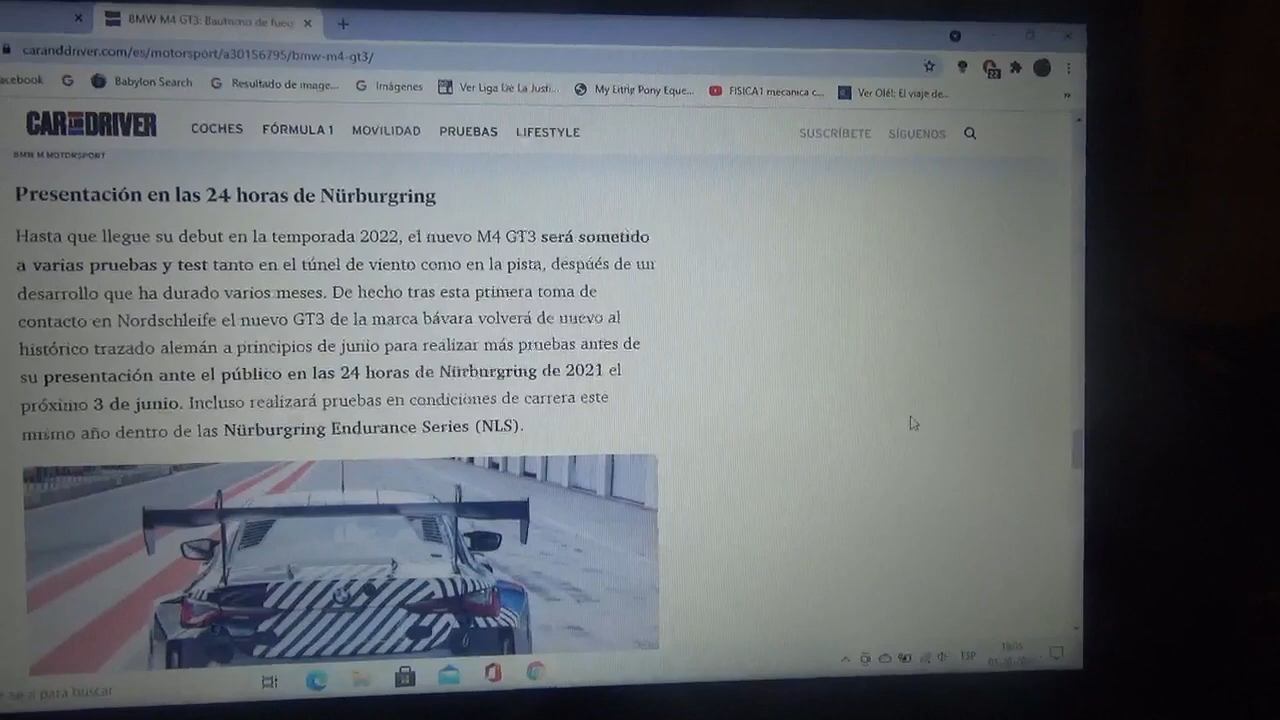 BMW M4 GT3: Bautismo de fueg
caranddriver.com/es/motorsport/a30156795/bmw-m4-gt3/
acebook
Babylon Search
Resultado de image...
Imágenes
Ver Liga De La Justi...
My Litrip Pony Eque...
FISICA1 mecanica c...
Ver Olé!: El viaje de...
»
CAR AND DRIVER
COCHES FÓRMULA 1 MOVILIDAD PRUEBAS LIFESTYLE SUSCRÍBETE SÍGUENOS
BMW M MOTORSPORT
Presentación en las 24 horas de Nürburgring
Hasta que llegue su debut en la temporada 2022, el nuevo M4 GT3 será sometido
a varias pruebas y test tanto en el túnel de viento como en la pista, después de un
desarrollo que ha durado varios meses. De hecho tras esta primera toma de
contacto en Nordschleife el nuevo GT3 de la marca bávara volverá de nuevo al
histórico trazado alemán a principios de junio para realizar más pruebas antes de
su presentación ante el público en las 24 horas de Nürburgring de 2021 el
próximo 3 de junio. Incluso realizará pruebas en condiciones de carrera este
mismo año dentro de las Nürburgring Endurance Series (NLS).
22
ESP
para buscar